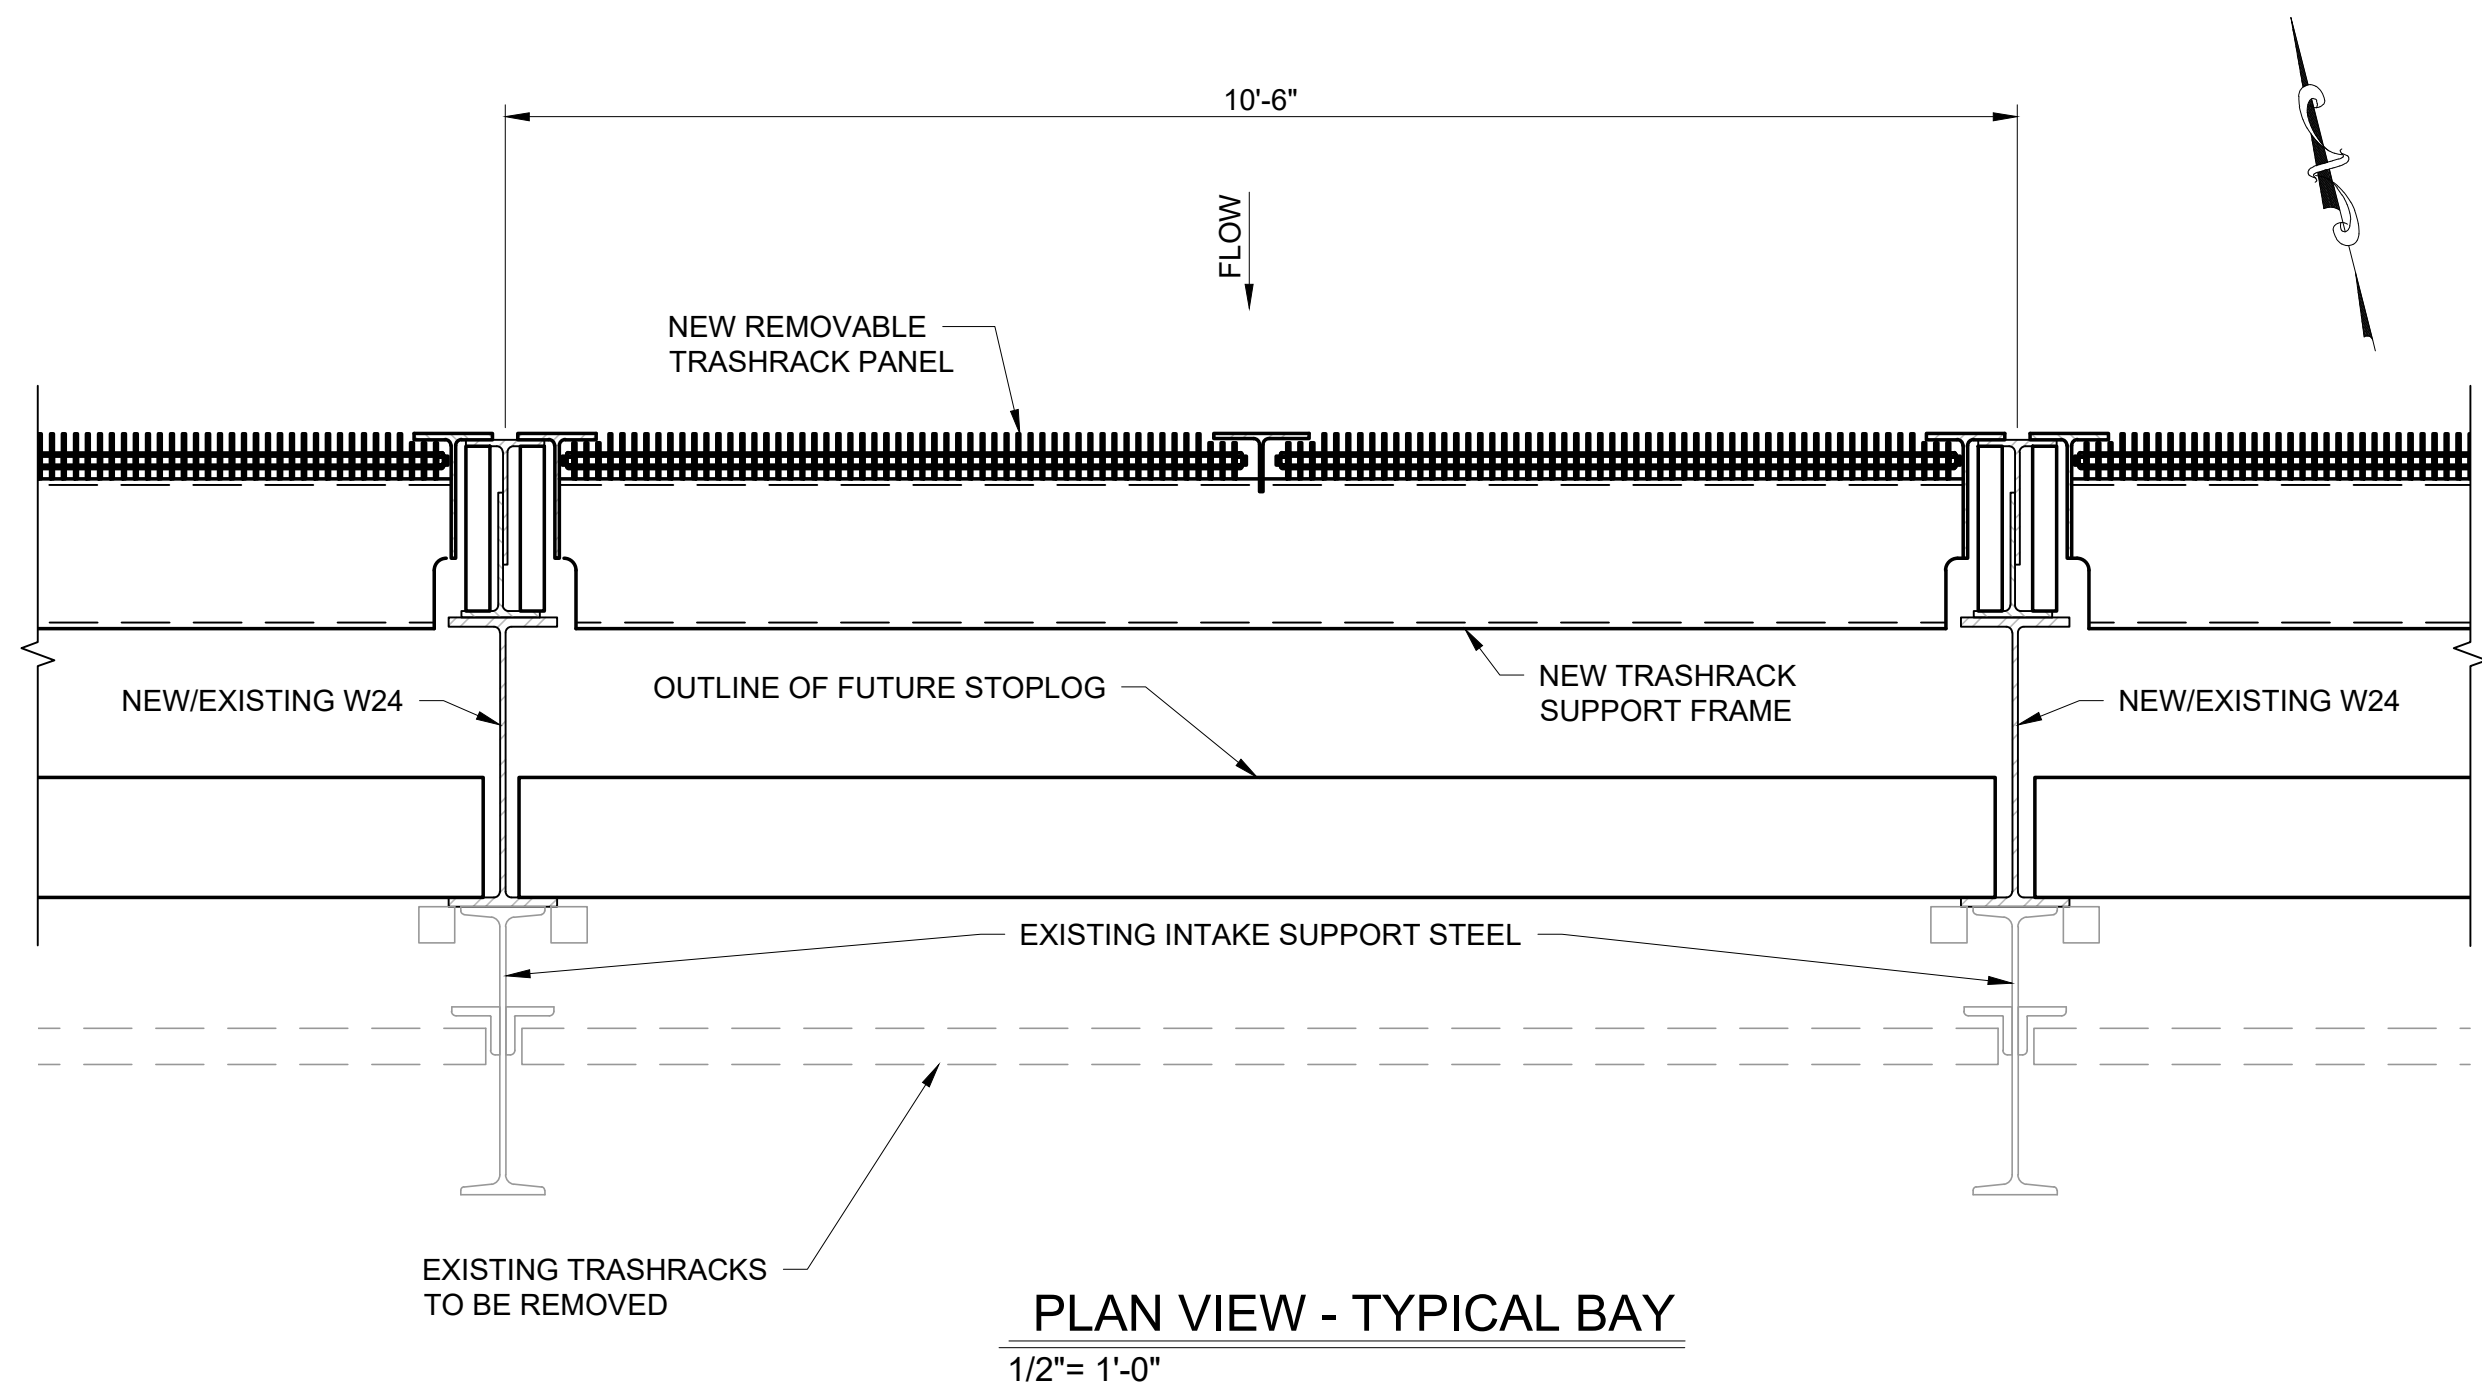 10'-6"
FLOW
NEW REMOVABLE
TRASHRACK PANEL
NEW/EXISTING W24
OUTLINE OF FUTURE STOPLOG
NEW TRASHRACK
SUPPORT FRAME
NEW/EXISTING W24
EXISTING INTAKE SUPPORT STEEL
EXISTING TRASHRACKS
TO BE REMOVED
PLAN VIEW - TYPICAL BAY
1/2"= 1'-0"